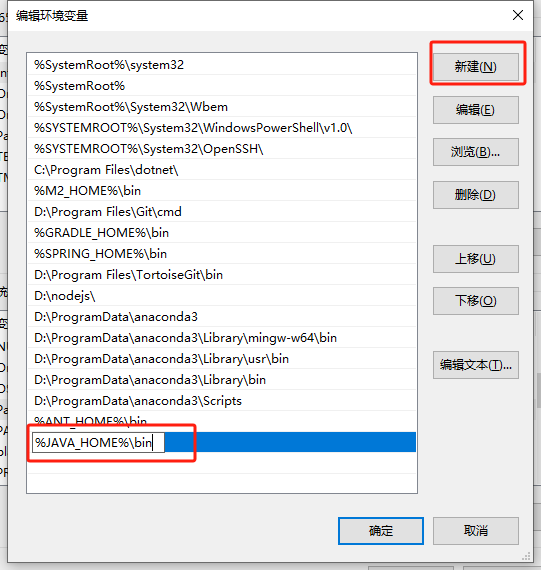 编辑环境变量
%SystemRoot%\system32
%SystemRoot%
%SystemRoot%\System32\Wbem
%SYSTEMROOT%\System32\WindowsPowerShell\v1.0\
%SYSTEMROOT%\System32\OpenSSH\
C:\Program Files\dotnet\
%M2_HOME%\bin
D:\Program Files\Git\cmd
%GRADLE_HOME%\bin
%SPRING_HOME%\bin
D:\Program Files\TortoiseGit\bin
D:\nodejs\
D:\ProgramData\anaconda3
D:\ProgramData\anaconda3\Library\mingw-w64\bin
D:\ProgramData\anaconda3\Library\usr\bin
D:\ProgramData\anaconda3\Library\bin
D:\ProgramData\anaconda3\Scripts
%ANT_HOME%\bin
%JAVA_HOME%\bin
新建(N)
编辑(E)
浏览(B)...
删除(D)
上移(U)
下移(O)
编辑文本(T)...
确定
取消